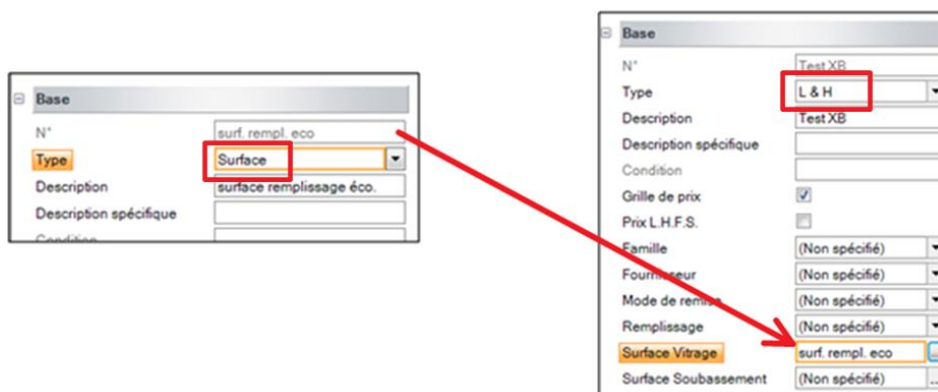 Base
N° surf. rempl. eco
Type Surface
Description surface remplissage éco.
Description spécifique
Condition
Base
N° Test XB
Type L & H
Description Test XB
Description spécifique
Condition
Grille de prix
Prix L.H.F.S.
Famille (Non spécifié)
Fournisseur (Non spécifié)
Mode de remise (Non spécifié)
Remplissage (Non spécifié)
Surface Vitrage surf. rempl. eco ...
Surface Soubassement (Non spécifié) ...